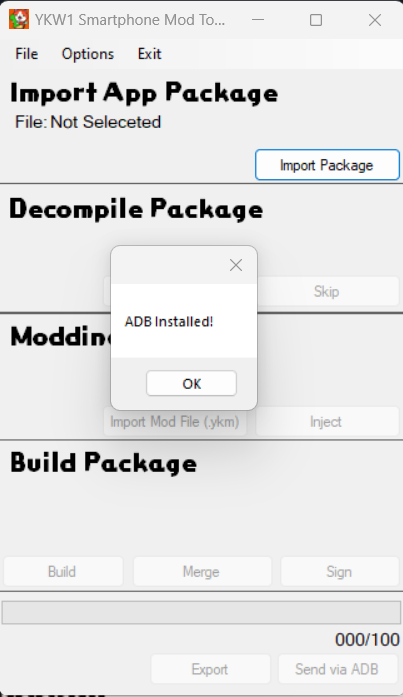 YKW1 Smartphone Mod To...
File Options Exit
Import App Package
File: Not Seleceted
Import Package
Decompile Package
Skip
ADB Installed!
OK
Moddin
Import Mod File (.ykm) Inject
Build Package
Build Merge Sign
000/100
Export Send via ADB